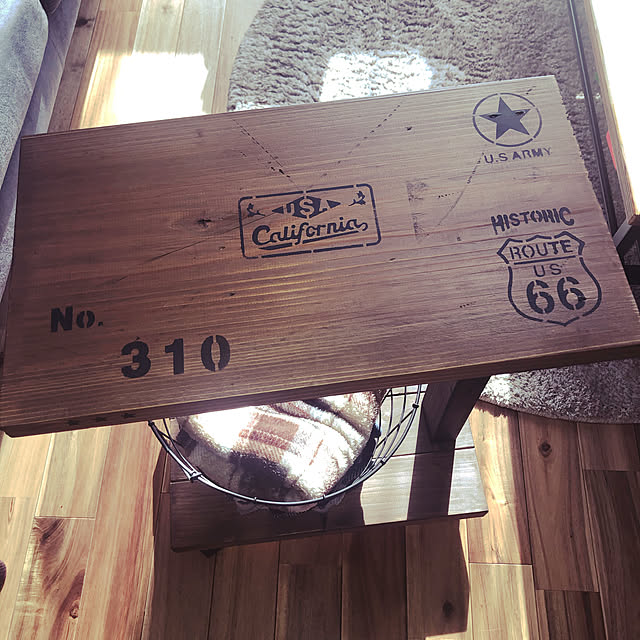 U.S ARMY
U.S.
California
HISTORIC
ROUTE
US
66
No.
310